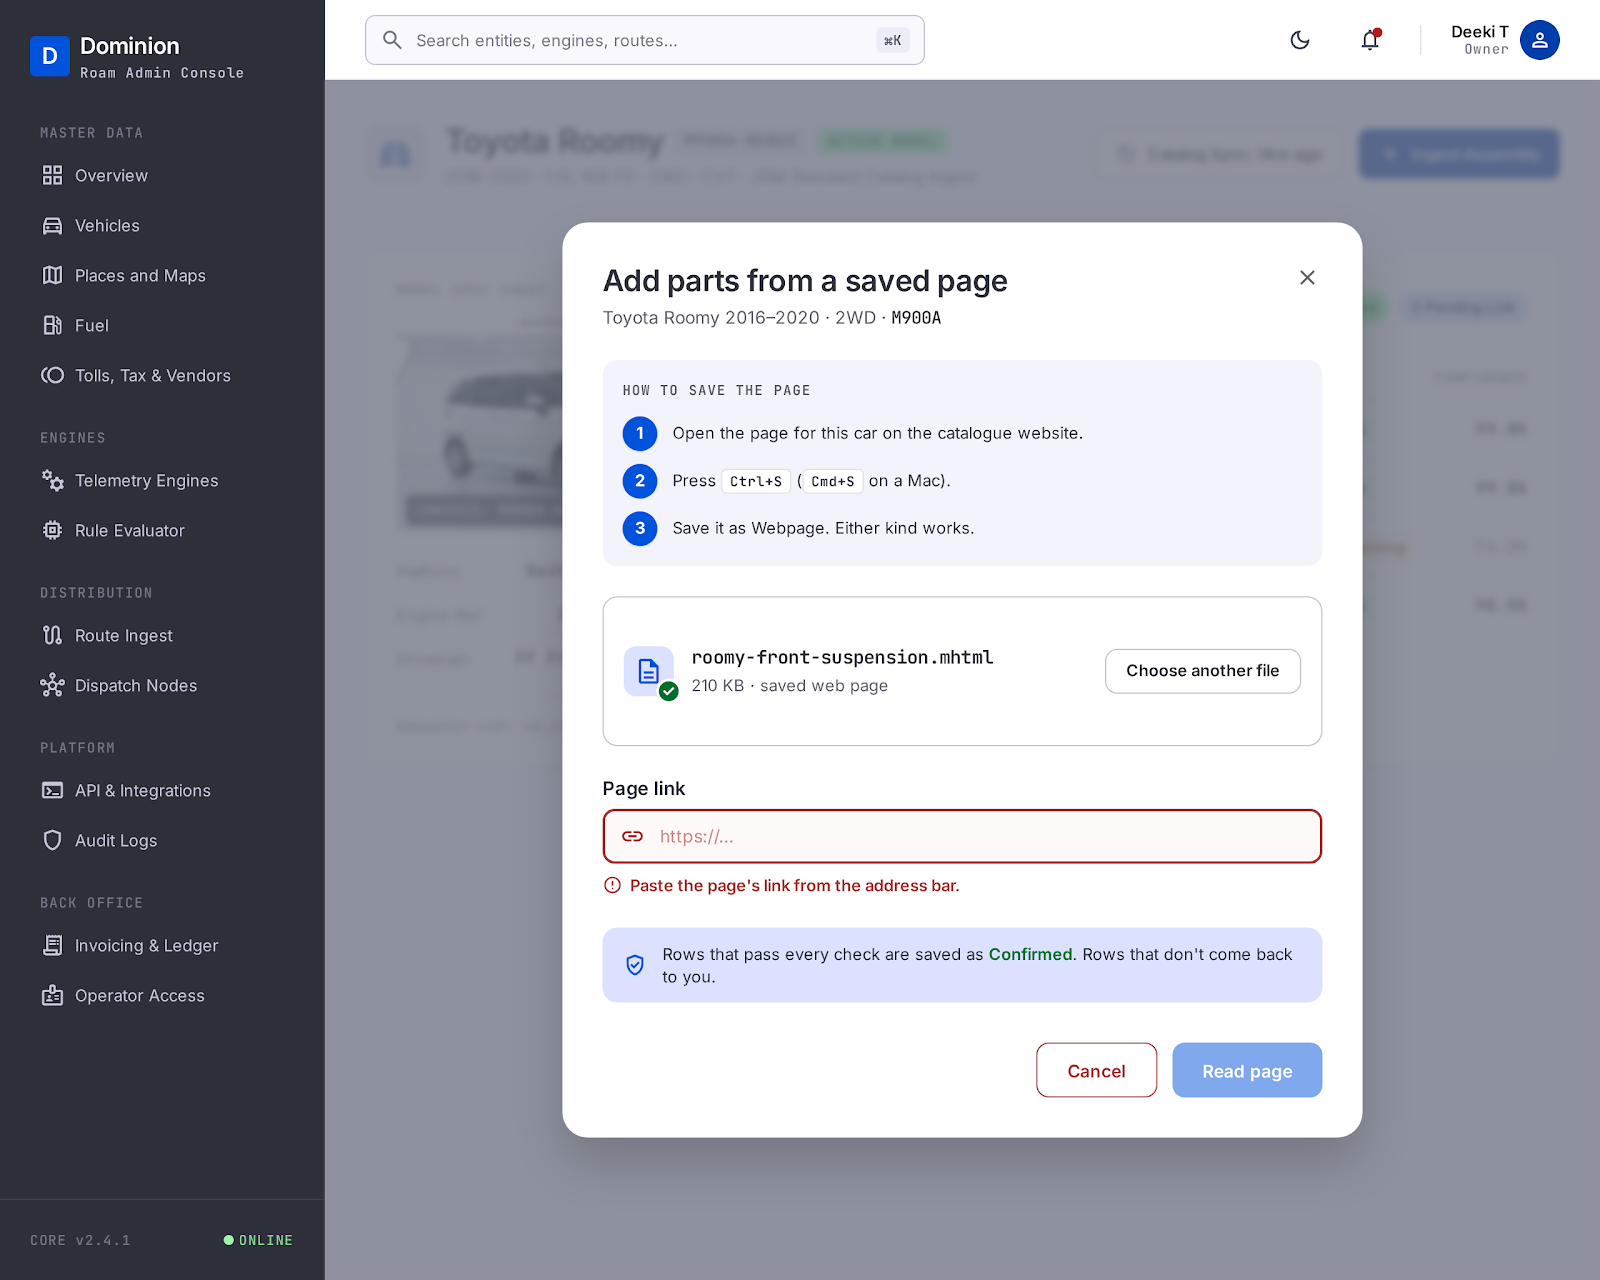 D
Dominion
Roam Admin Console
MASTER DATA
Overview
Vehicles
Places and Maps
Fuel
Tolls, Tax & Vendors
ENGINES
Telemetry Engines
Rule Evaluator
DISTRIBUTION
Route Ingest
Dispatch Nodes
PLATFORM
API & Integrations
Audit Logs
BACK OFFICE
Invoicing & Ledger
Operator Access
CORE v2.4.1
ONLINE
Search entities, engines, routes...
⌘K
Deeki T
Owner
Toyota Roomy
Add parts from a saved page
Toyota Roomy 2016–2020 · 2WD · M900A
HOW TO SAVE THE PAGE
1 Open the page for this car on the catalogue website.
2 Press Ctrl+S (Cmd+S on a Mac).
3 Save it as Webpage. Either kind works.
roomy-front-suspension.mhtml
210 KB · saved web page
Choose another file
Page link
https://...
Paste the page's link from the address bar.
Rows that pass every check are saved as Confirmed. Rows that don't come back
to you.
Cancel
Read page